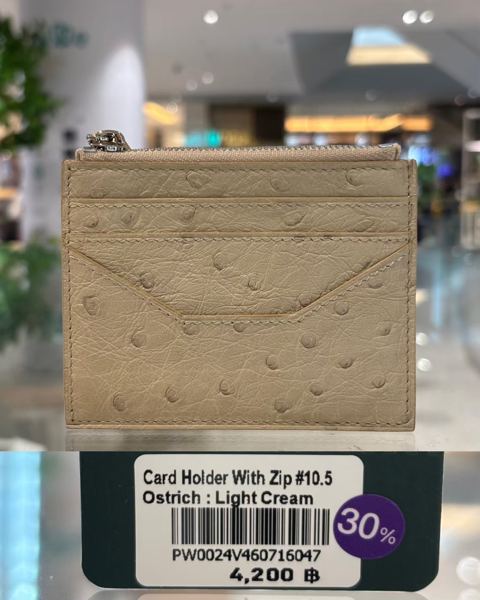 Card Holder With Zip #10.5
Ostrich : Light Cream
30%
PW0024V460716047
4,200 ฿